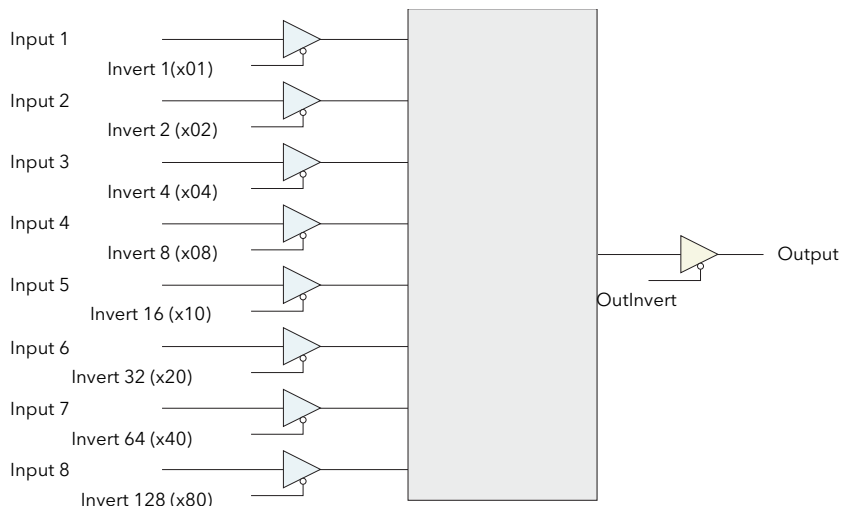 Input 1
Invert 1(x01)
Input 2
Invert 2 (x02)
Input 3
Invert 4 (x04)
Input 4
Invert 8 (x08)
Input 5
Invert 16 (x10)
Input 6
Invert 32 (x20)
Input 7
Invert 64 (x40)
Input 8
Invert 128 (x80)
Output
OutInvert